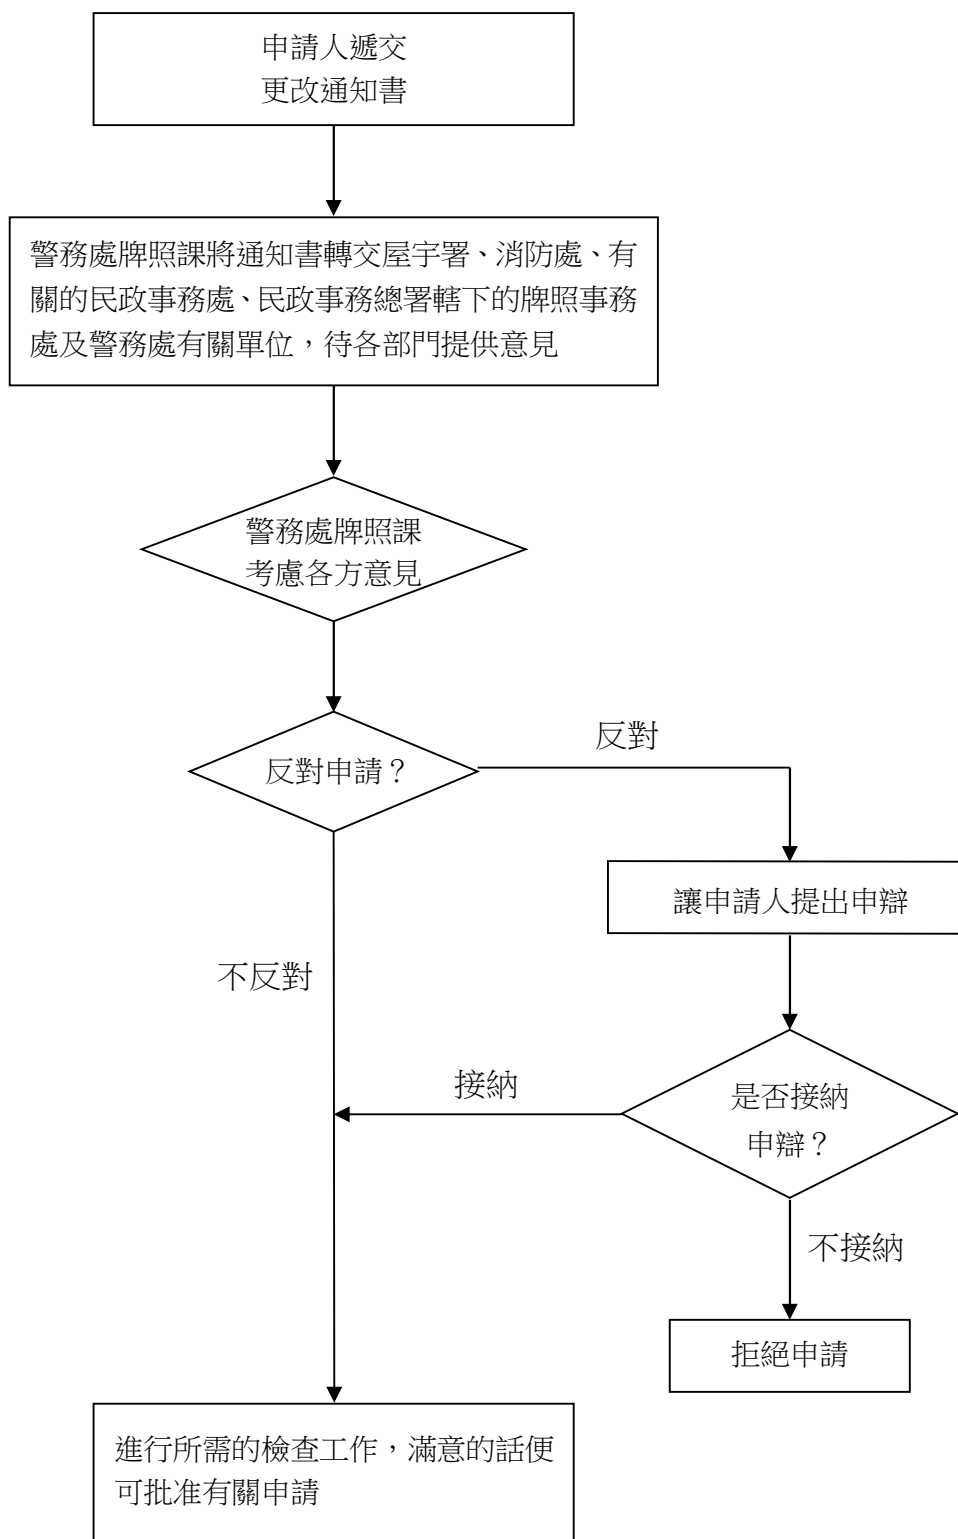 申請人遞交
更改通知書
警務處牌照課將通知書轉交屋宇署、消防處、有
關的民政事務處、民政事務總署轄下的牌照事務
處及警務處有關單位，待各部門提供意見
警務處牌照課
考慮各方意見
反對申請？
反對
讓申請人提出申辯
不反對
是否接納
申辯？
接納
不接納
拒絕申請
進行所需的檢查工作，滿意的話便
可批准有關申請